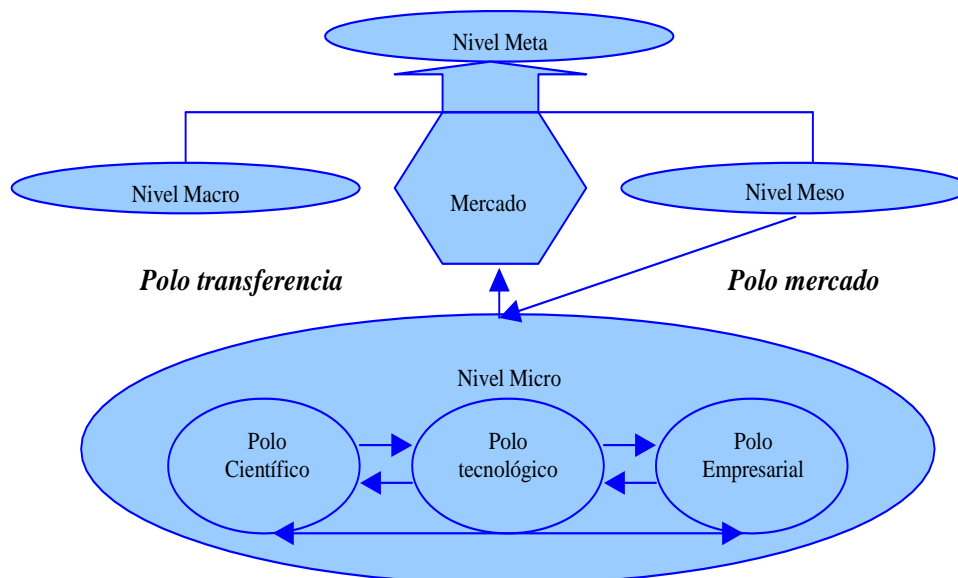 Nivel Meta
Nivel Macro
Mercado
Nivel Meso
Polo transferencia
Polo mercado
Nivel Micro
Polo
Científico
Polo
tecnológico
Polo
Empresarial